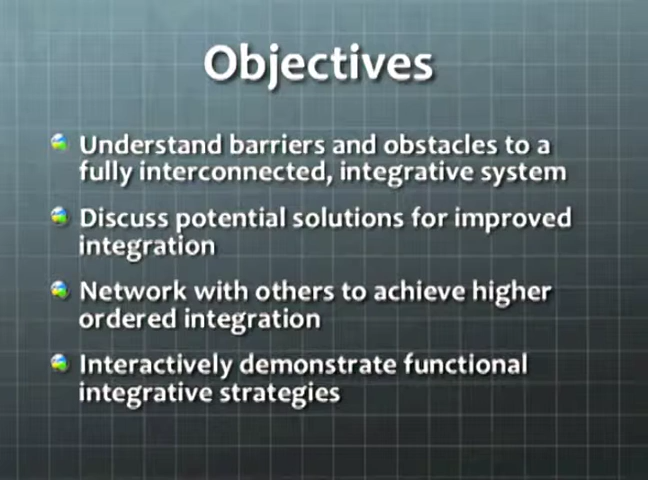 Objectives
Understand barriers and obstacles to a
fully interconnected, integrative system
Discuss potential solutions for improved
integration
Network with others to achieve higher
ordered integration
Interactively demonstrate functional
integrative strategies